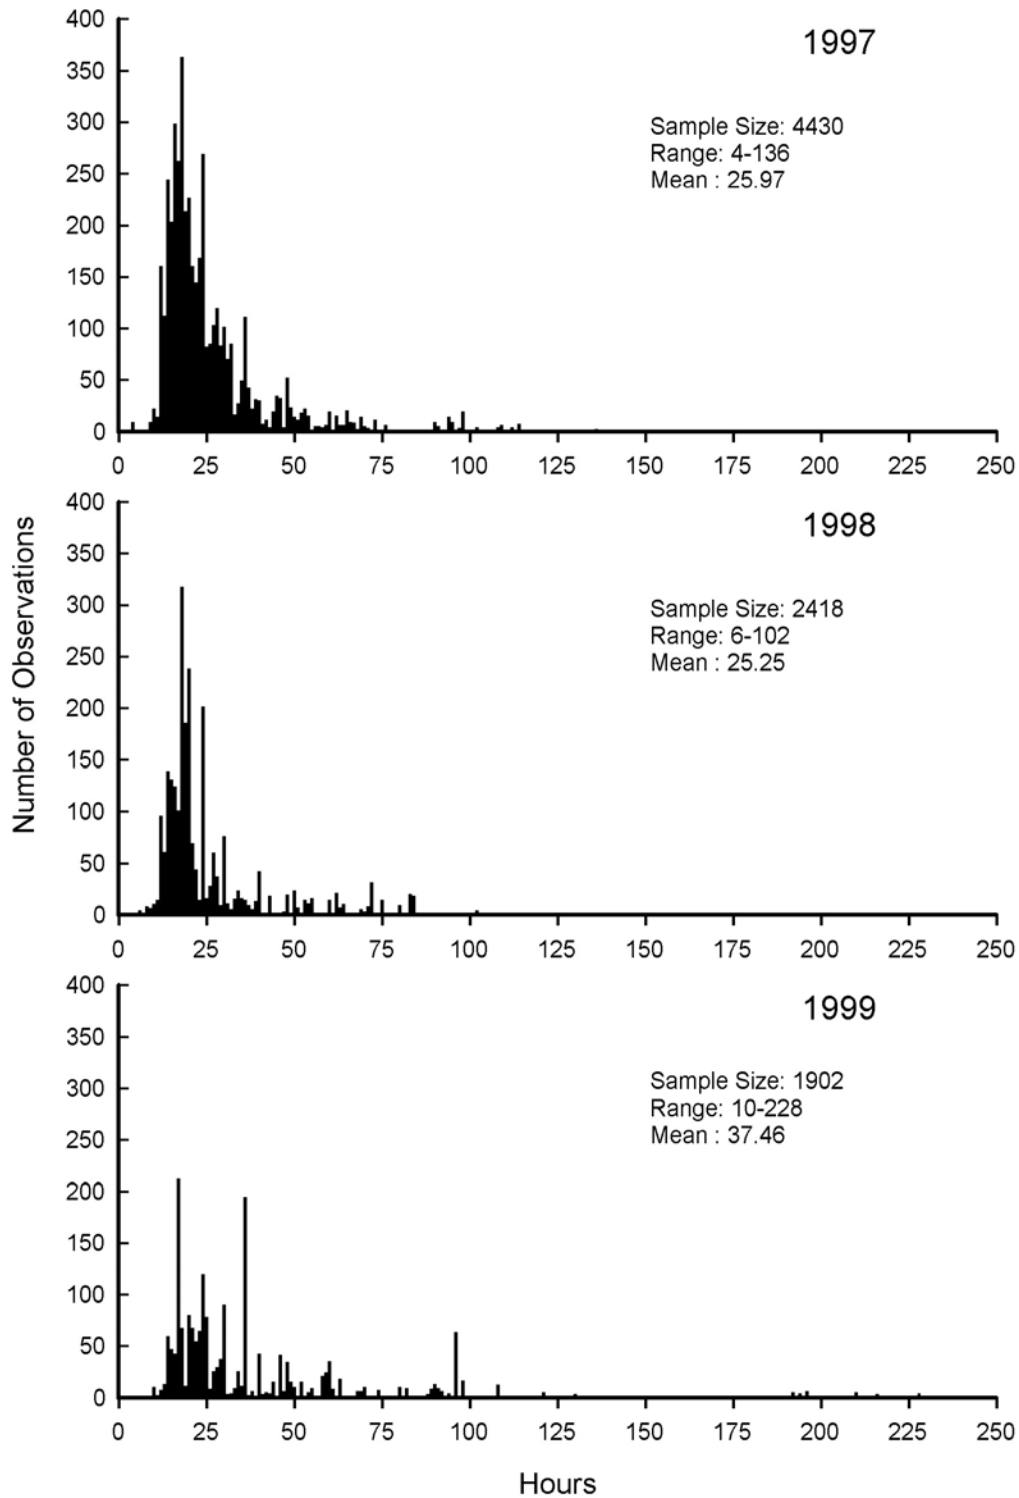 Number of Observations
400
350
300
250
200
150
100
50
0
1997
Sample Size: 4430
Range: 4-136
Mean : 25.97
0 25 50 75 100 125 150 175 200 225 250
400
350
300
250
200
150
100
50
0
1998
Sample Size: 2418
Range: 6-102
Mean : 25.25
0 25 50 75 100 125 150 175 200 225 250
400
350
300
250
200
150
100
50
0
1999
Sample Size: 1902
Range: 10-228
Mean : 37.46
0 25 50 75 100 125 150 175 200 225 250
Hours